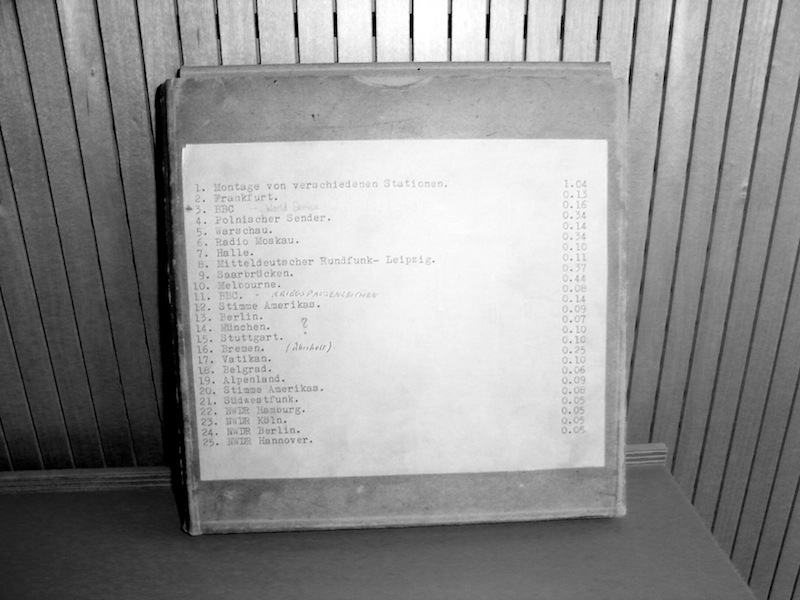 1. Montage von verschiedenen Stationen. 1.04
2. Frankfurt. 0.13
3. BBC - World Service 0.16
4. Polnischer Sender. 0.34
5. Warschau. 0.14
6. Radio Moskau. 0.34
7. Halle. 0.10
8. Mitteldeutscher Rundfunk- Leipzig. 0.11
9. Saarbrücken. 0.37
10. Melbourne. 0.44
11. BBC. - KRIEGSPAUSENZEICHEN 0.08
12. Stimme Amerikas. 0.14
13. Berlin. 0.09
14. München. ? 0.07
15. Stuttgart. 0.10
16. Bremen. (überholt). 0.10
17. Vatikan. 0.25
18. Belgrad. 0.10
19. Alpenland. 0.06
20. Stimme Amerikas. 0.09
21. Südwestfunk. 0.08
22. NWDR Hamburg. 0.05
23. NWDR Köln. 0.05
24. NWDR Berlin. 0.05
25. NWDR Hannover. 0.05